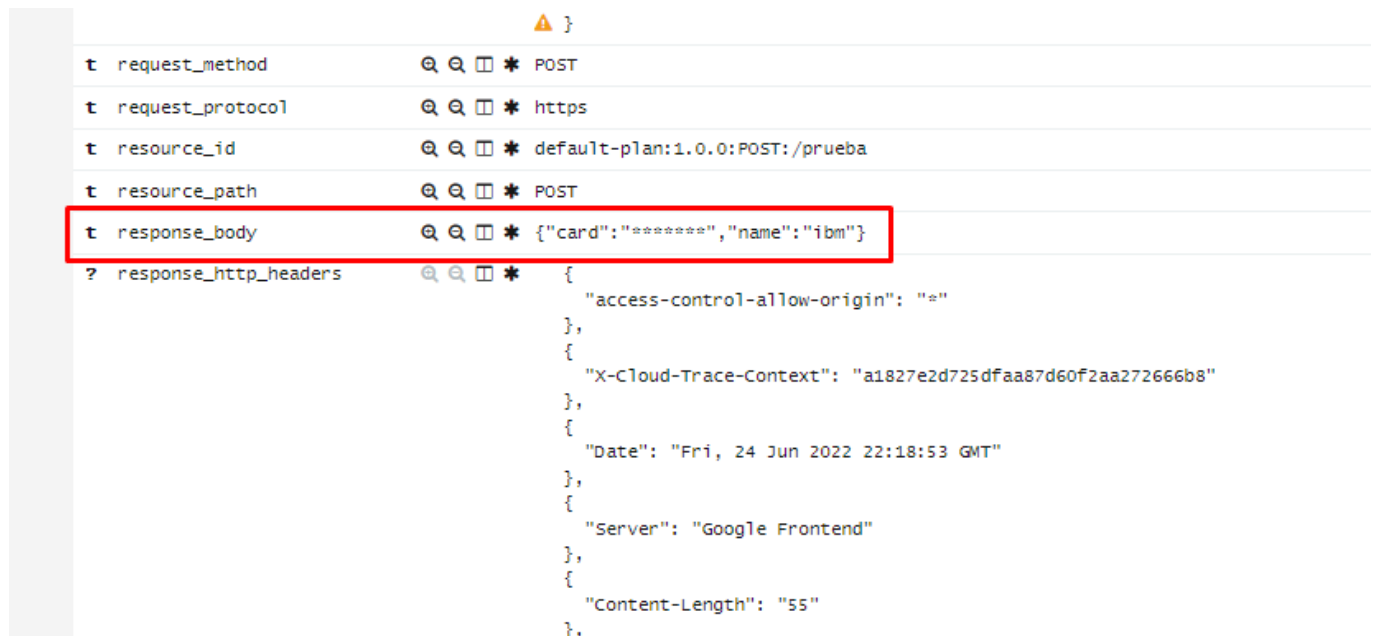 }
t request_method POST
t request_protocol https
t resource_id default-plan:1.0.0:POST:/prueba
t resource_path POST
t response_body {"card":"*******","name":"ibm"}
? response_http_headers {
"access-control-allow-origin": "*"
},
{
"X-Cloud-Trace-Context": "a1827e2d725dfaa87d60f2aa272666b8"
},
{
"Date": "Fri, 24 Jun 2022 22:18:53 GMT"
},
{
"Server": "Google Frontend"
},
{
"Content-Length": "55"
},